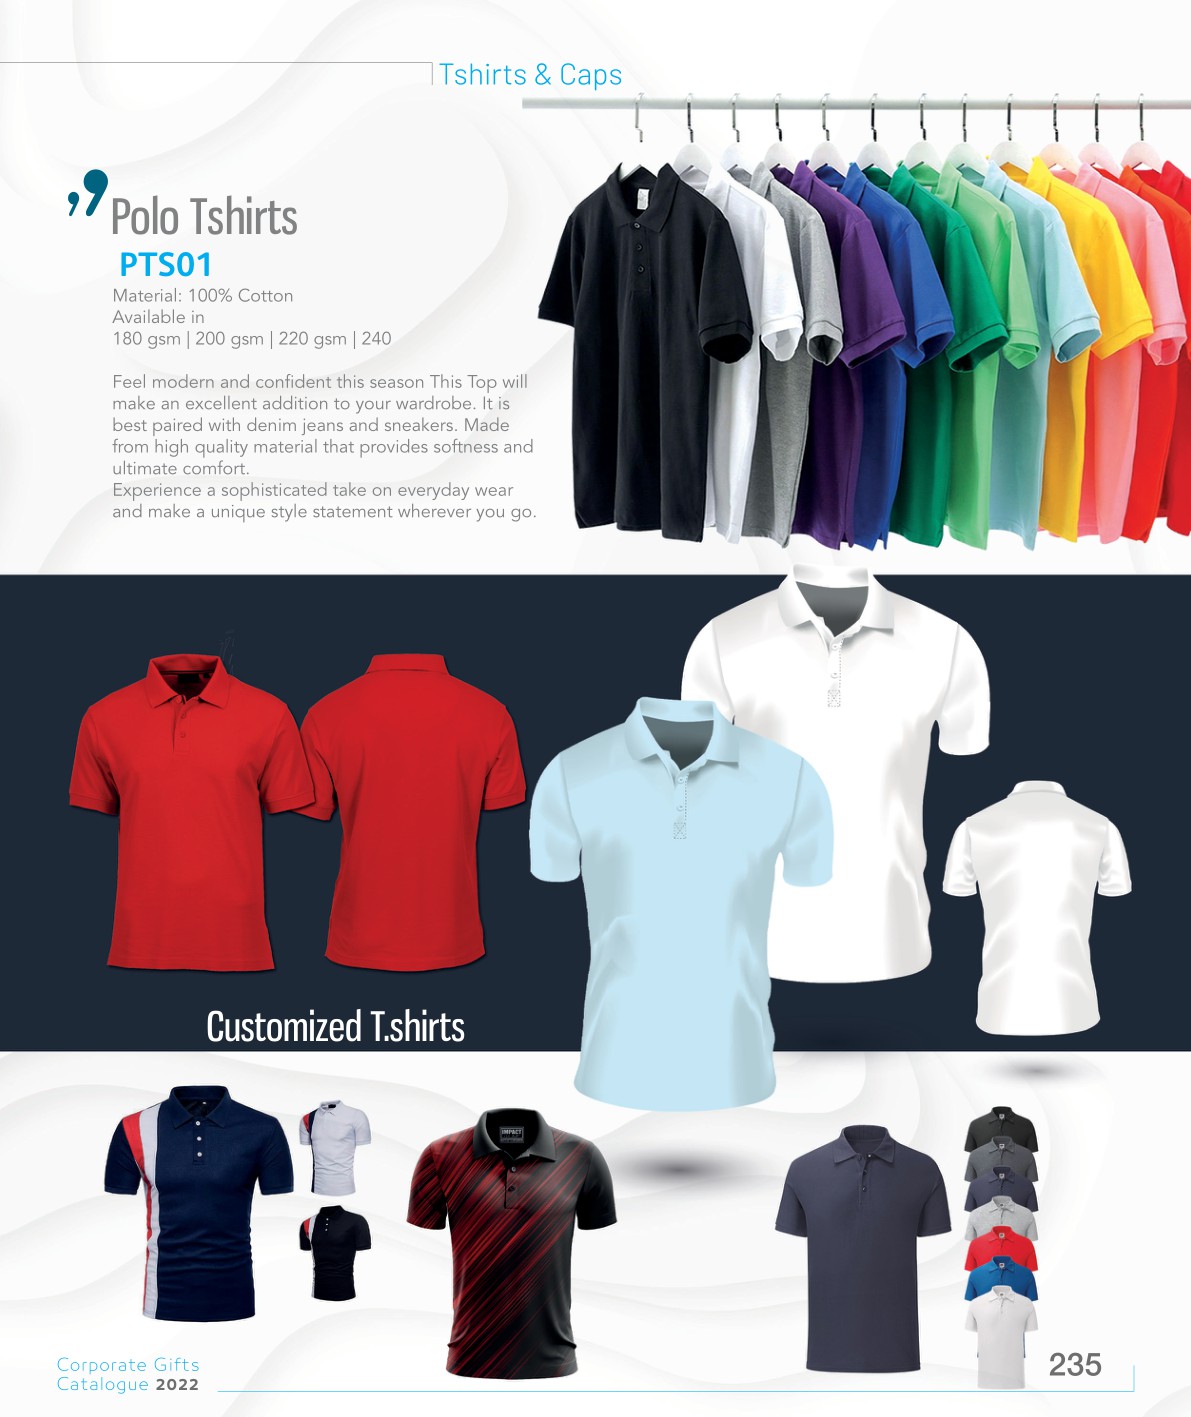 Tshirts & Caps
Polo Tshirts
PTS01
Material: 100% Cotton
Available in
180 gsm | 200 gsm | 220 gsm | 240
Feel modern and confident this season This Top will
make an excellent addition to your wardrobe. It is
best paired with denim jeans and sneakers. Made
from high quality material that provides softness and
ultimate comfort.
Experience a sophisticated take on everyday wear
and make a unique style statement wherever you go.
Customized T.shirts
IMPACT
Corporate Gifts
Catalogue 2022
235